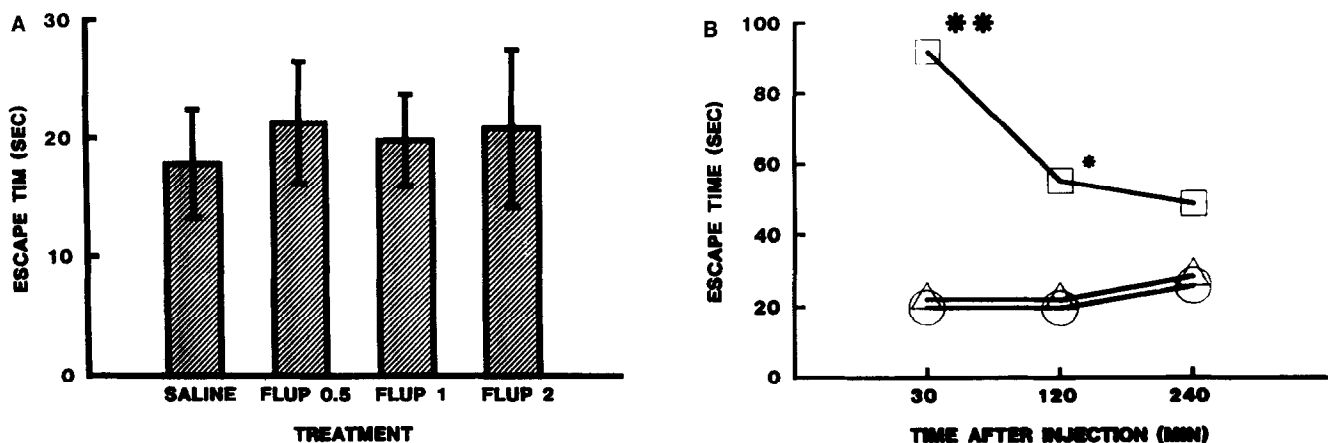 A
30
20
10
0
ESCAPE TIM (SEC)
SALINE FLUP 0.5 FLUP 1 FLUP 2
TREATMENT
B
100
80
60
40
20
0
ESCAPE TIME (SEC)
**
*
30 120 240
TIME AFTER INJECTION (MIN)